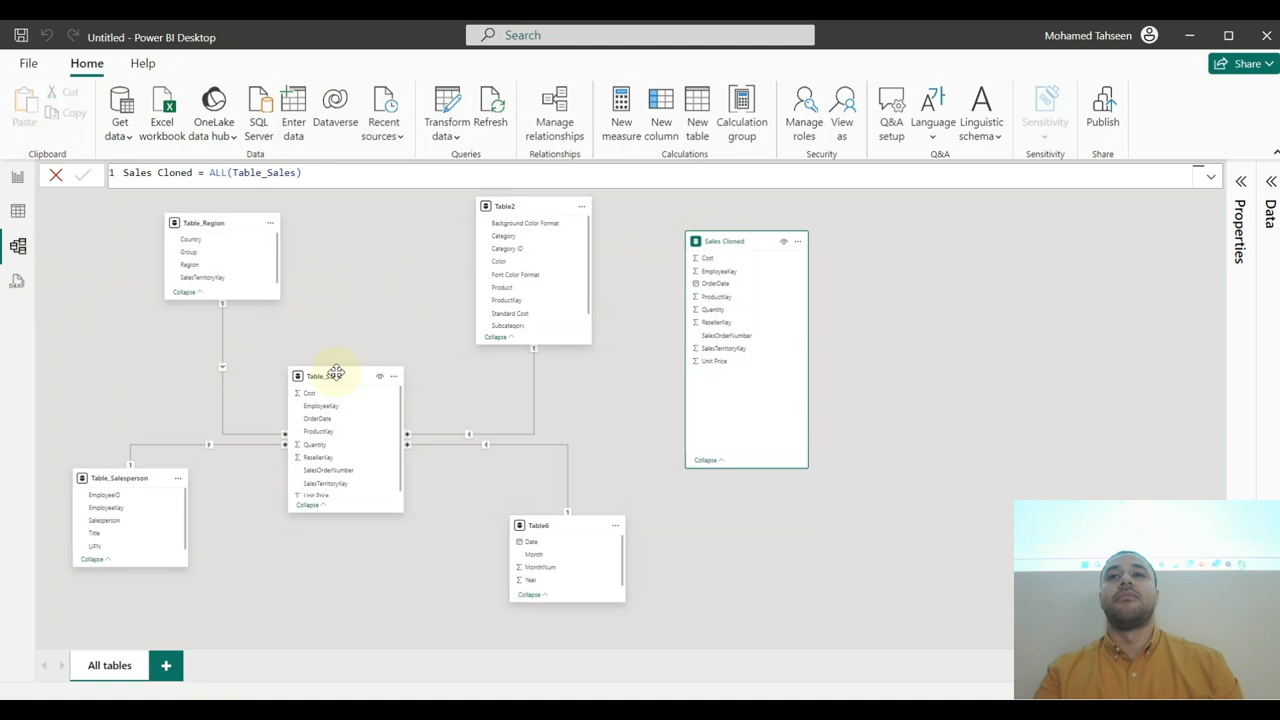 Untitled - Power BI Desktop
Search
Mohamed Tahseen
File
Home
Help
Share
Paste
Cut
Copy
Get data
Excel workbook
OneLake data hub
SQL Server
Enter data
Dataverse
Recent sources
Transform data
Refresh
Manage relationships
New measure
New column
New table
Calculation group
Manage roles
View as
Q&A setup
Language
Linguistic schema
Sensitivity
Publish
Clipboard
Data
Queries
Relationships
Calculations
Security
Q&A
Sensitivity
Share
1 Sales Cloned = ALL(Table_Sales)
Properties
Data
Table_Region
Country
Group
Region
SalesTerritoryKey
Collapse
Table2
Background Color Format
Category
Category ID
Color
Font Color Format
Product
ProductKey
Standard Cost
Subcategory
Collapse
Sales Cloned
Cost
EmployeeKey
OrderDate
ProductKey
Quantity
ResellerKey
SalesOrderNumber
SalesTerritoryKey
Unit Price
Collapse
Cost
EmployeeKey
OrderDate
ProductKey
Quantity
ResellerKey
SalesOrderNumber
SalesTerritoryKey
Unit Price
Collapse
Table_Salesperson
EmployeeID
EmployeeKey
Salesperson
Title
UPN
Collapse
Table6
Date
Month
MonthNum
Year
Collapse
1
1
1
1
All tables